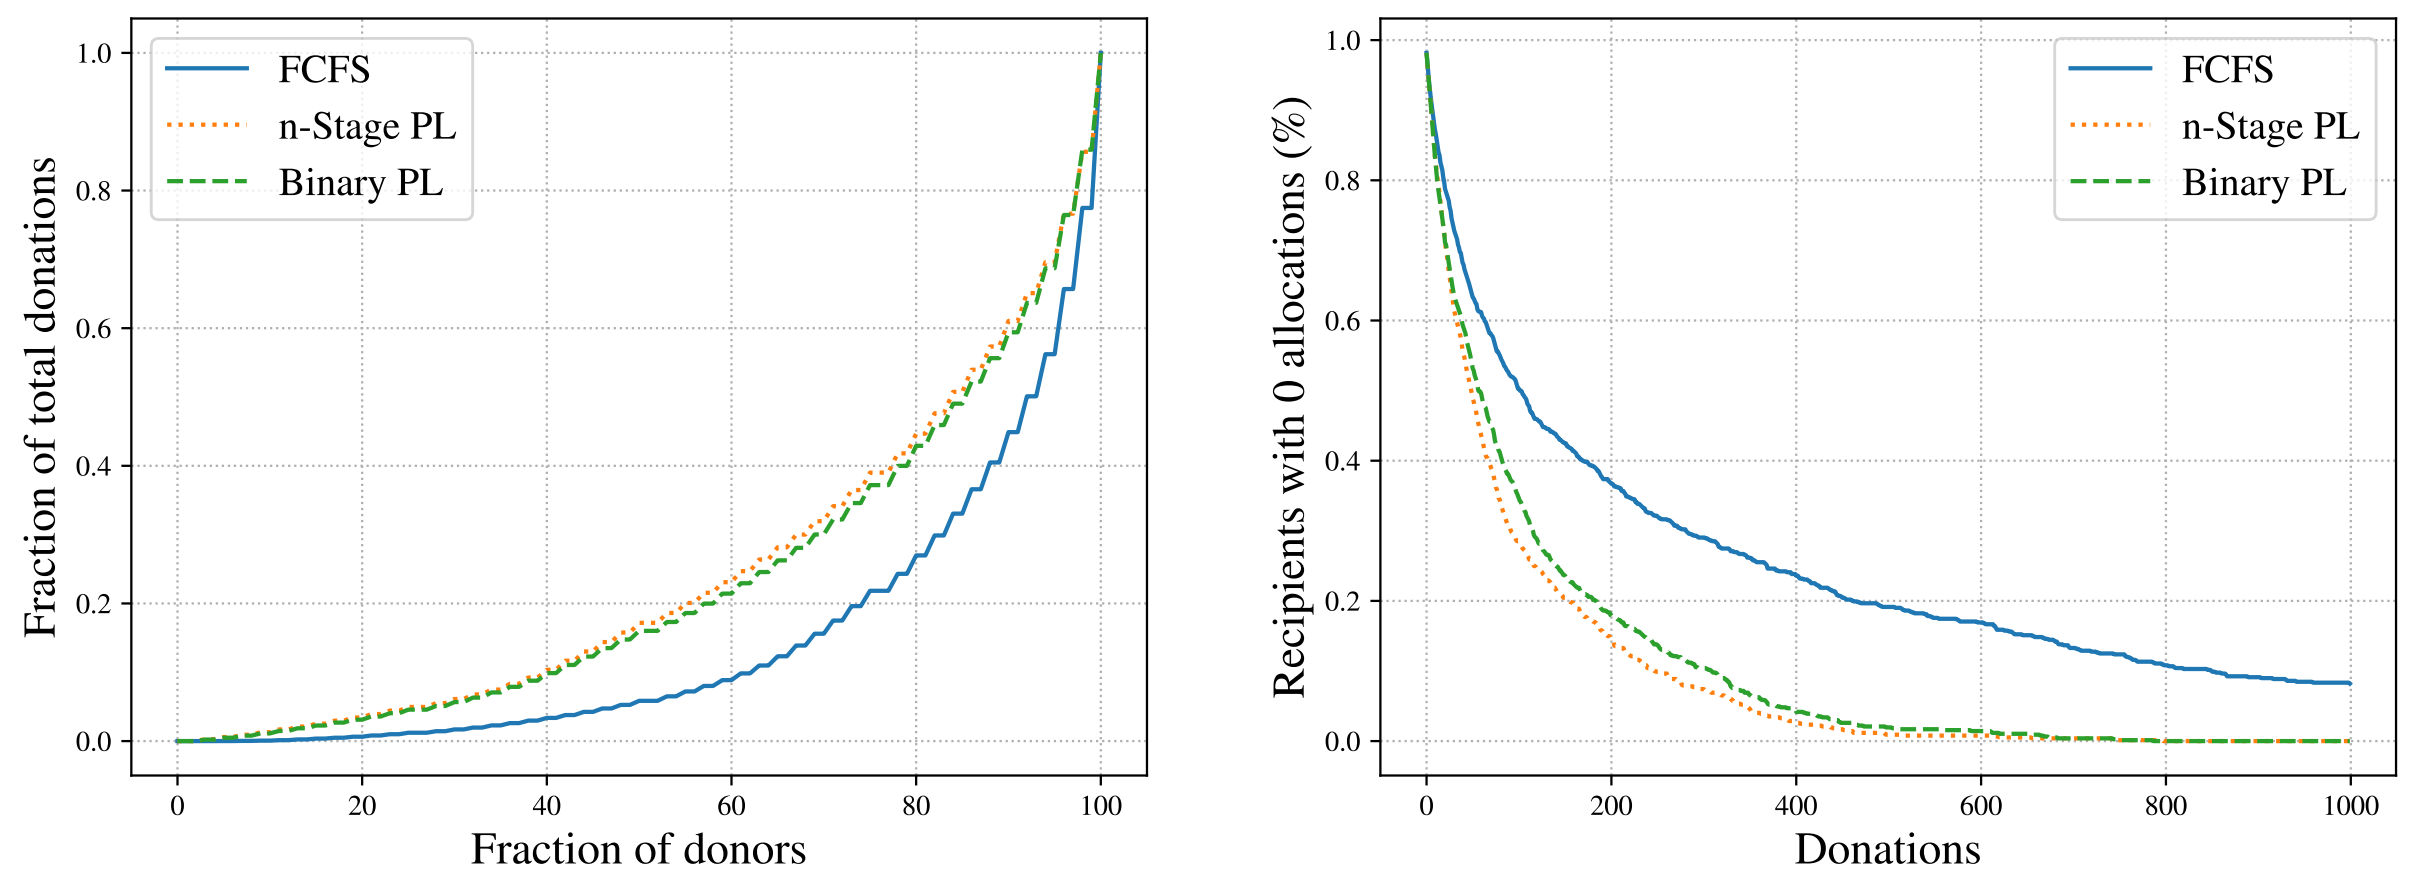 Fraction of total donations
1.0
0.8
0.6
0.4
0.2
0.0
FCFS
n-Stage PL
Binary PL
0 20 40 60 80 100
Fraction of donors
Recipients with 0 allocations (%)
1.0
0.8
0.6
0.4
0.2
0.0
FCFS
n-Stage PL
Binary PL
0 200 400 600 800 1000
Donations